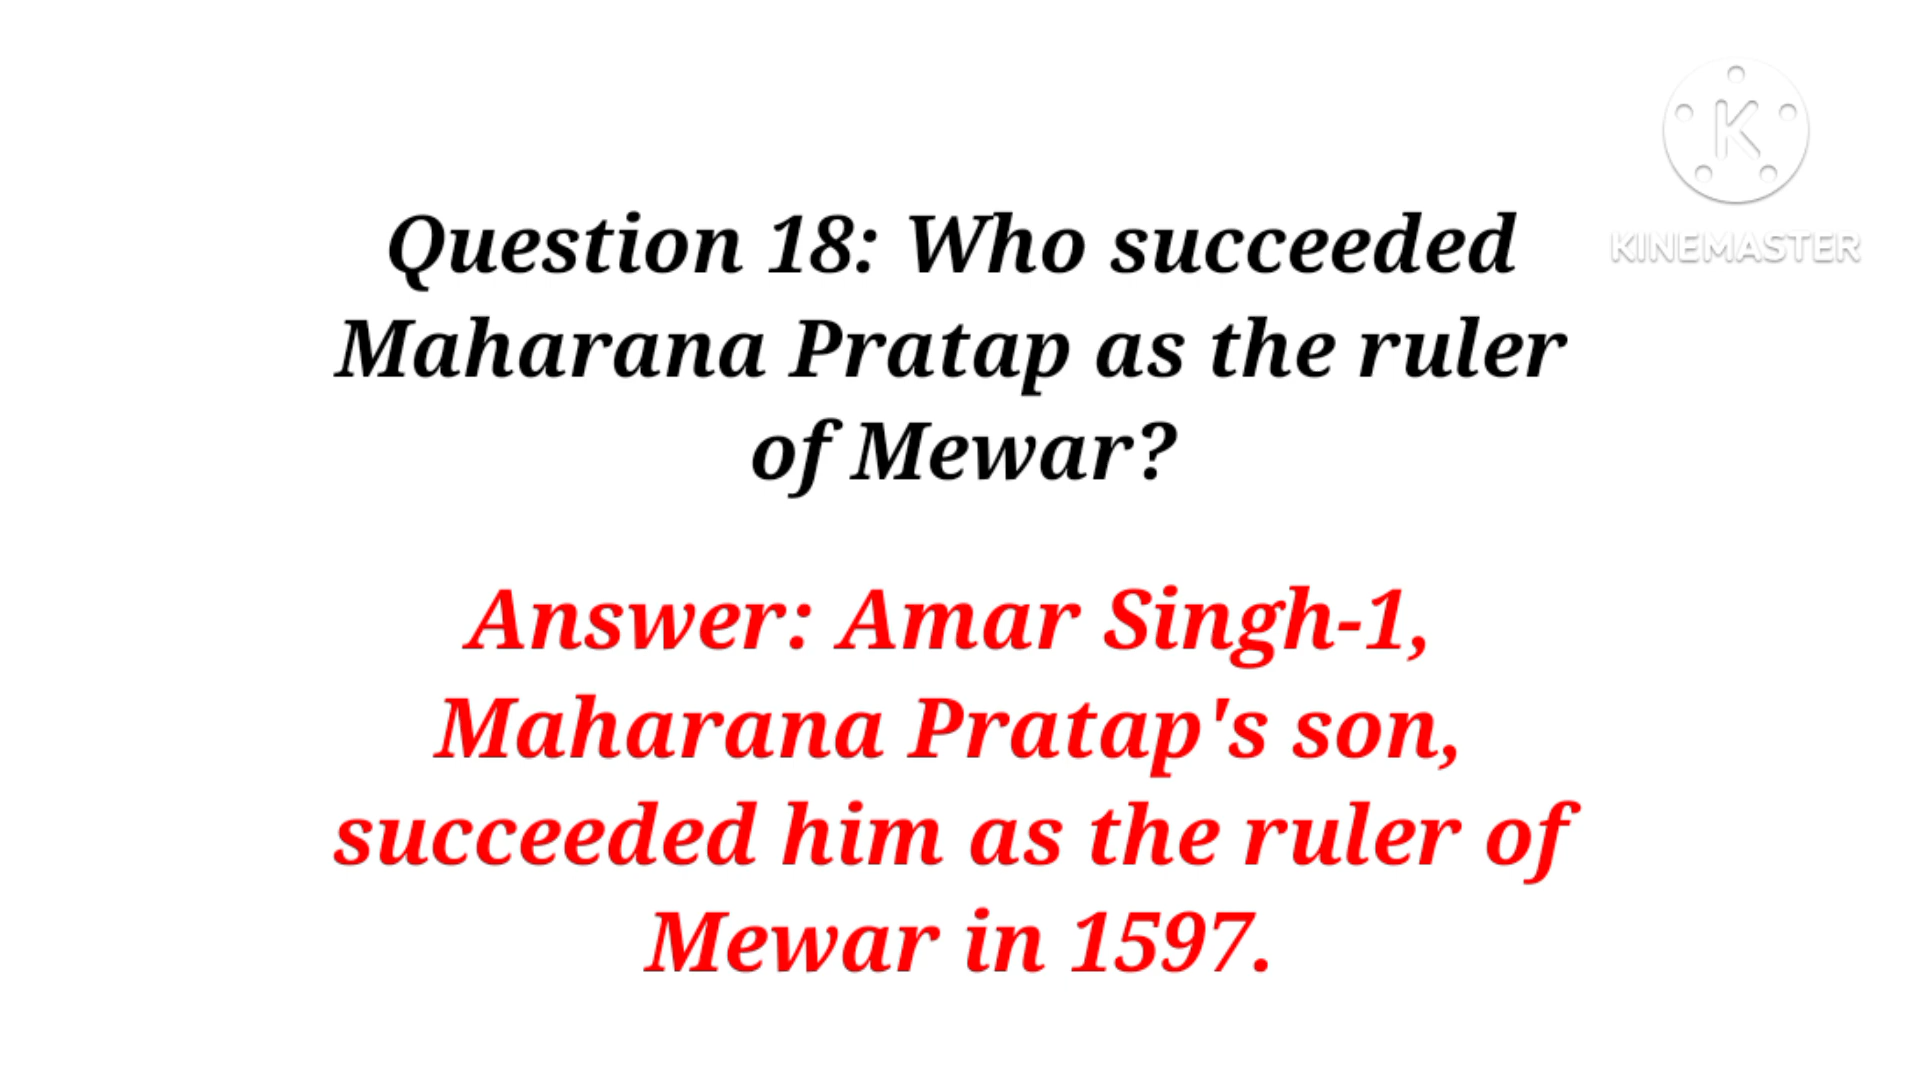 K
KINEMASTER
Question 18: Who succeeded
Maharana Pratap as the ruler
of Mewar?
Answer: Amar Singh-1,
Maharana Pratap's son,
succeeded him as the ruler of
Mewar in 1597.